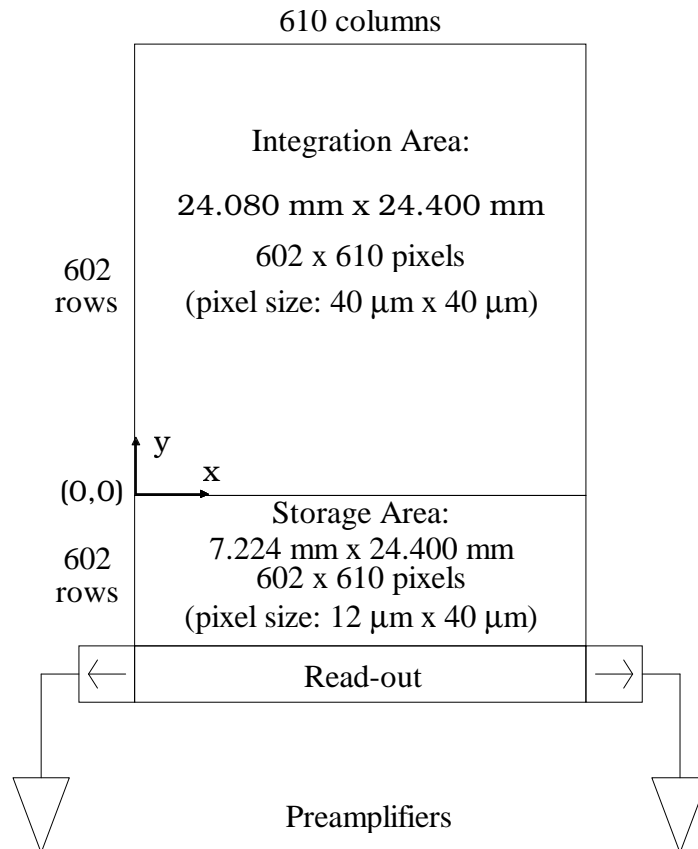 610 columns
Integration Area:
24.080 mm x 24.400 mm
602 x 610 pixels
(pixel size: 40 μm x 40 μm)
602
rows
y
x
(0,0)
Storage Area:
7.224 mm x 24.400 mm
602 x 610 pixels
(pixel size: 12 μm x 40 μm)
602
rows
Read-out
Preamplifiers